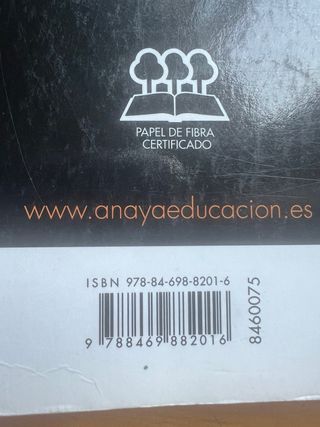 PAPEL DE FIBRA
CERTIFICADO
www.anayaeducacion.es
ISBN 978-84-698-8201-6
9 788469 882016
8460075